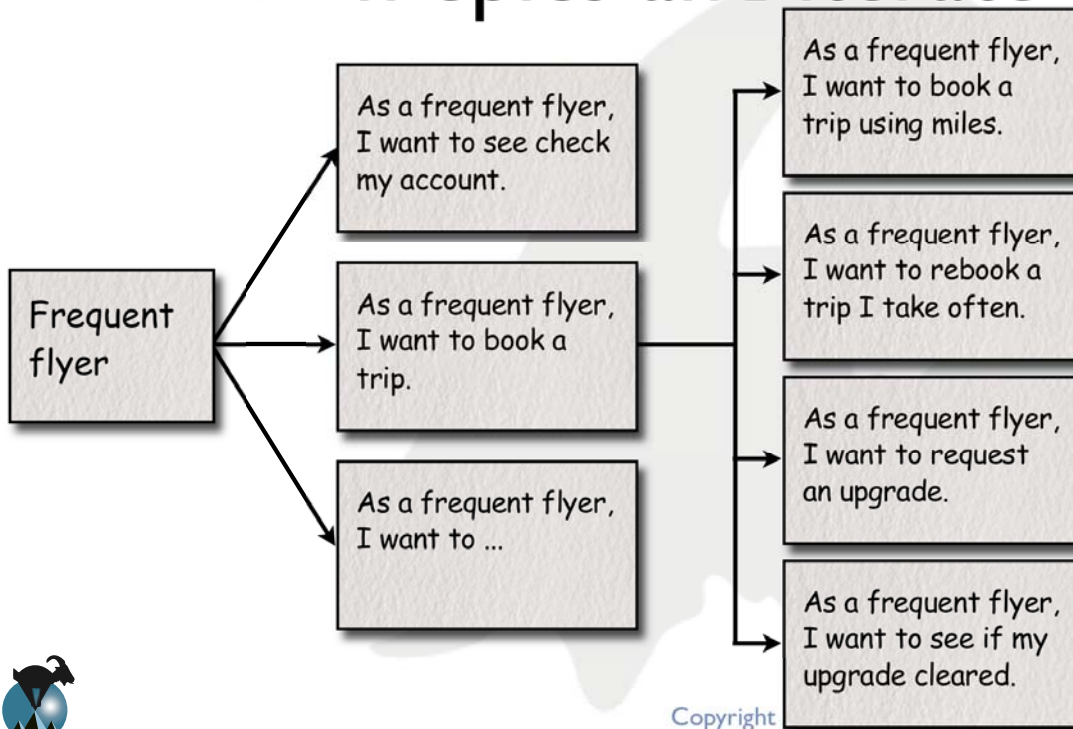 Frequent
flyer
As a frequent flyer,
I want to see check
my account.
As a frequent flyer,
I want to book a
trip.
As a frequent flyer,
I want to ...
As a frequent flyer,
I want to book a
trip using miles.
As a frequent flyer,
I want to rebook a
trip I take often.
As a frequent flyer,
I want to request
an upgrade.
As a frequent flyer,
I want to see if my
upgrade cleared.
Copyright